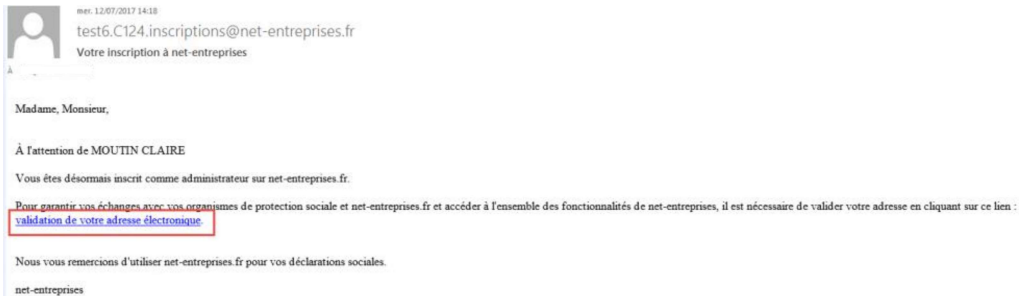 mer. 12/07/2017 14:18
test6.C124.inscriptions@net-entreprises.fr
Votre inscription à net-entreprises
À
Madame, Monsieur,
À l'attention de MOUTIN CLAIRE
Vous êtes désormais inscrit comme administrateur sur net-entreprises.fr.
Pour garantir vos échanges avec vos organismes de protection sociale et net-entreprises.fr et accéder à l'ensemble des fonctionnalités de net-entreprises, il est nécessaire de valider votre adresse en cliquant sur ce lien :
validation de votre adresse électronique.
Nous vous remercions d'utiliser net-entreprises.fr pour vos déclarations sociales.
net-entreprises